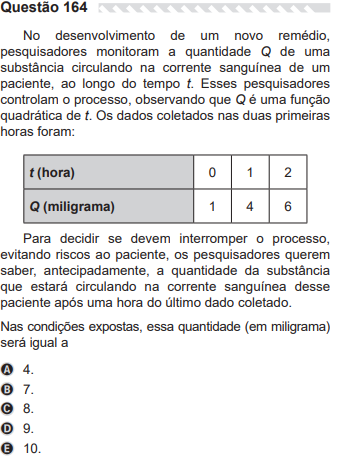 Questão 164
No desenvolvimento de um novo remédio,
pesquisadores monitoram a quantidade Q de uma
substância circulando na corrente sanguínea de um
paciente, ao longo do tempo t. Esses pesquisadores
controlam o processo, observando que Q é uma função
quadrática de t. Os dados coletados nas duas primeiras
horas foram:
t (hora) 0 1 2
Q (miligrama) 1 4 6
Para decidir se devem interromper o processo,
evitando riscos ao paciente, os pesquisadores querem
saber, antecipadamente, a quantidade da substância
que estará circulando na corrente sanguínea desse
paciente após uma hora do último dado coletado.
Nas condições expostas, essa quantidade (em miligrama)
será igual a
A 4.
B 7.
C 8.
D 9.
E 10.